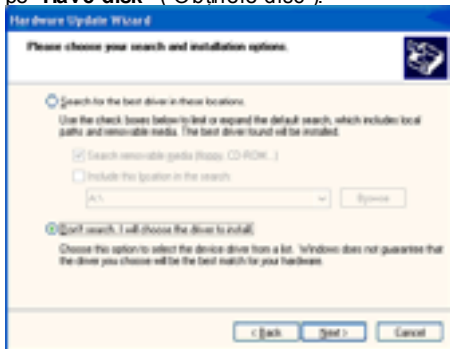 pe "Have disk" ("Obţinere disc").
Hardware Update Wizard
Please choose your search and installation options.
Search for the best driver in these locations.
Use the check boxes below to limit or expand the default search, which includes local
paths and removable media. The best driver found will be installed.
Search removable media (floppy, CD-ROM...)
Include this location in the search:
A:\
Browse
Don't search. I will choose the driver to install.
Choose this option to select the device driver from a list. Windows does not guarantee that
the driver you choose will be the best match for your hardware.
< Back Next > Cancel